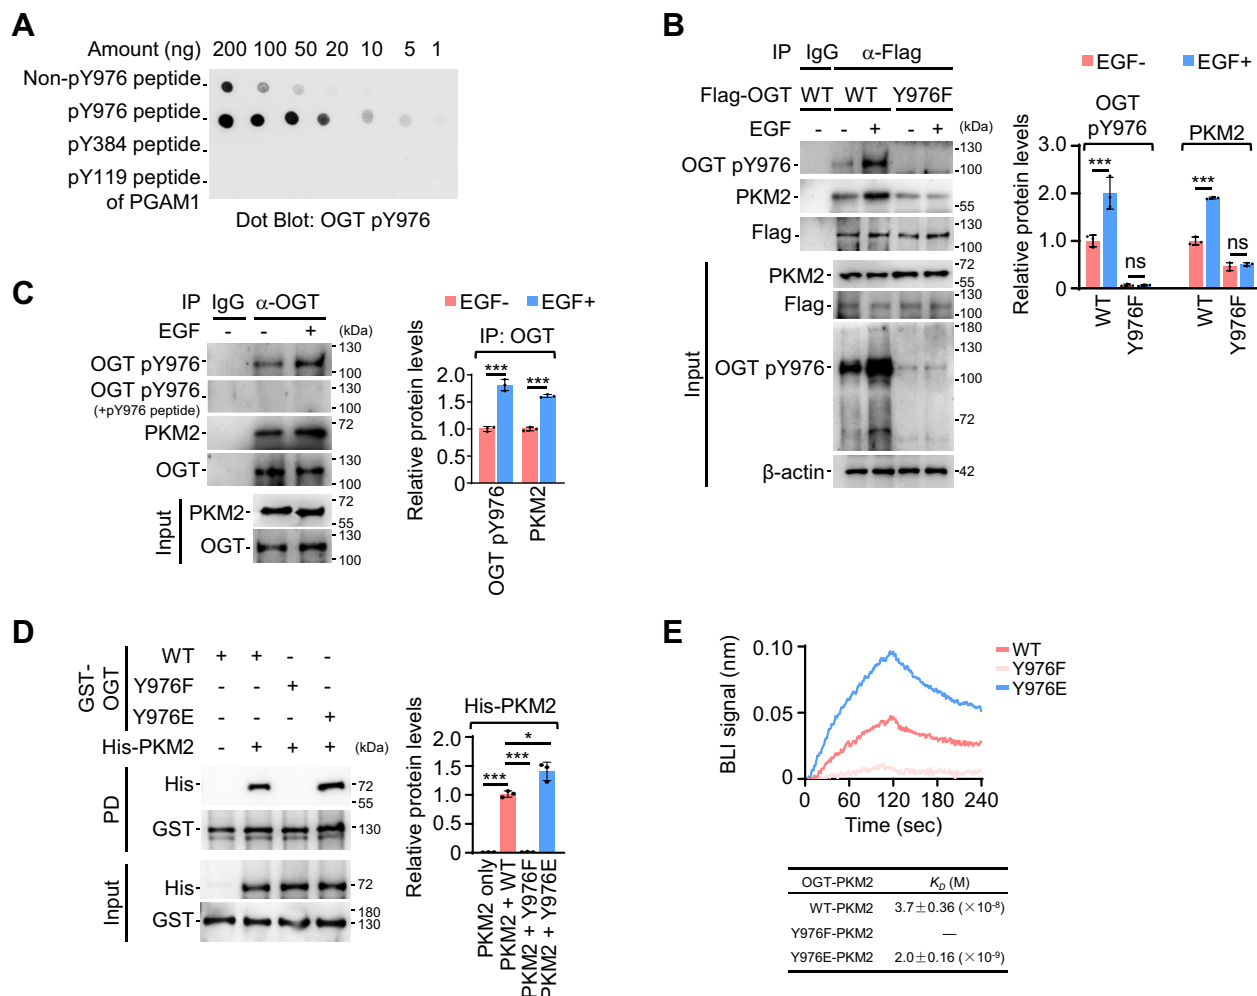 A
Amount (ng) 200 100 50 20 10 5 1
Non-pY976 peptide
pY976 peptide
pY384 peptide
pY119 peptide
of PGAM1
Dot Blot: OGT pY976
B
IP IgG α-Flag
Flag-OGT WT WT Y976F
EGF - - + - + (kDa)
OGT pY976 130
100
PKM2
55
Flag 130
100
Input
PKM2 72
55
Flag 130
100
180
130
OGT pY976
100
72
55
β-actin 42
EGF- EGF+
OGT
pY976 PKM2
Relative protein levels
3.0
2.0
1.0
0
*** ns *** ns
WT Y976F WT Y976F
C
IP IgG α-OGT
EGF - - + (kDa)
OGT pY976 130
100
OGT pY976 130
(+pY976 peptide) 100
PKM2 72
OGT 130
100
Input
PKM2 72
55
OGT 130
100
EGF- EGF+
IP: OGT
Relative protein levels
2.0
1.5
1.0
0.5
0
*** ***
OGT pY976 PKM2
D
GST-
OGT
WT + + - -
Y976F - - + -
Y976E - - - +
His-PKM2 - + + + (kDa)
PD
His 72
55
GST 130
Input
His 72
GST 180
130
His-PKM2
Relative protein levels
2.0
1.5
1.0
0.5
0
*** *** *
PKM2 only
PKM2 + WT
PKM2 + Y976F
PKM2 + Y976E
E
BLI signal (nm)
0.10
0.05
0
0 60 120 180 240
Time (sec)
WT
Y976F
Y976E
OGT-PKM2 KD (M)
WT-PKM2 3.7±0.36 (×10⁻⁸)
Y976F-PKM2 —
Y976E-PKM2 2.0±0.16 (×10⁻⁹)